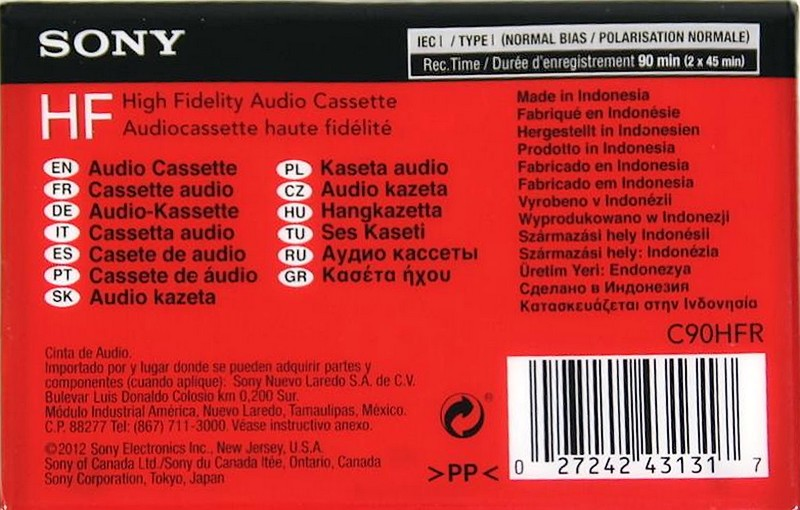 SONY
IEC I / TYPE I (NORMAL BIAS / POLARISATION NORMALE)
Rec.Time / Durée d'enregistrement 90 min (2 x 45 min)
HF High Fidelity Audio Cassette
Audiocassette haute fidélité
EN Audio Cassette
FR Cassette audio
DE Audio-Kassette
IT Cassetta audio
ES Casete de audio
PT Cassete de áudio
SK Audio kazeta
PL Kaseta audio
CZ Audio kazeta
HU Hangkazetta
TU Ses Kaseti
RU Аудио кассеты
GR Κασέτα ήχου
Made in Indonesia
Fabriqué en Indonésie
Hergestellt in Indonesien
Prodotto in Indonesia
Fabricado en Indonesia
Fabricado em Indonesia
Vyrobeno v Indonézii
Wyprodukowano w Indonezji
Származási hely Indonésii
Származási hely: Indonézia
Üretim Yeri: Endonezya
Сделано в Индонезия
Κατασκευάζεται στην Ινδονησία
C90HFR
Cinta de Audio.
Importado por y lugar donde se pueden adquirir partes y
componentes (cuando aplique): Sony Nuevo Laredo S.A. de C.V.
Bulevar Luis Donaldo Colosio km 0,200 Sur.
Módulo Industrial América, Nuevo Laredo, Tamaulipas, México.
C.P. 88277 Tel: (867) 711-3000. Véase instructivo anexo.
©2012 Sony Electronics Inc., New Jersey, U.S.A.
Sony of Canada Ltd./Sony du Canada ltée, Ontario, Canada
Sony Corporation, Tokyo, Japan
®
>PP<
0 27242 43131 7